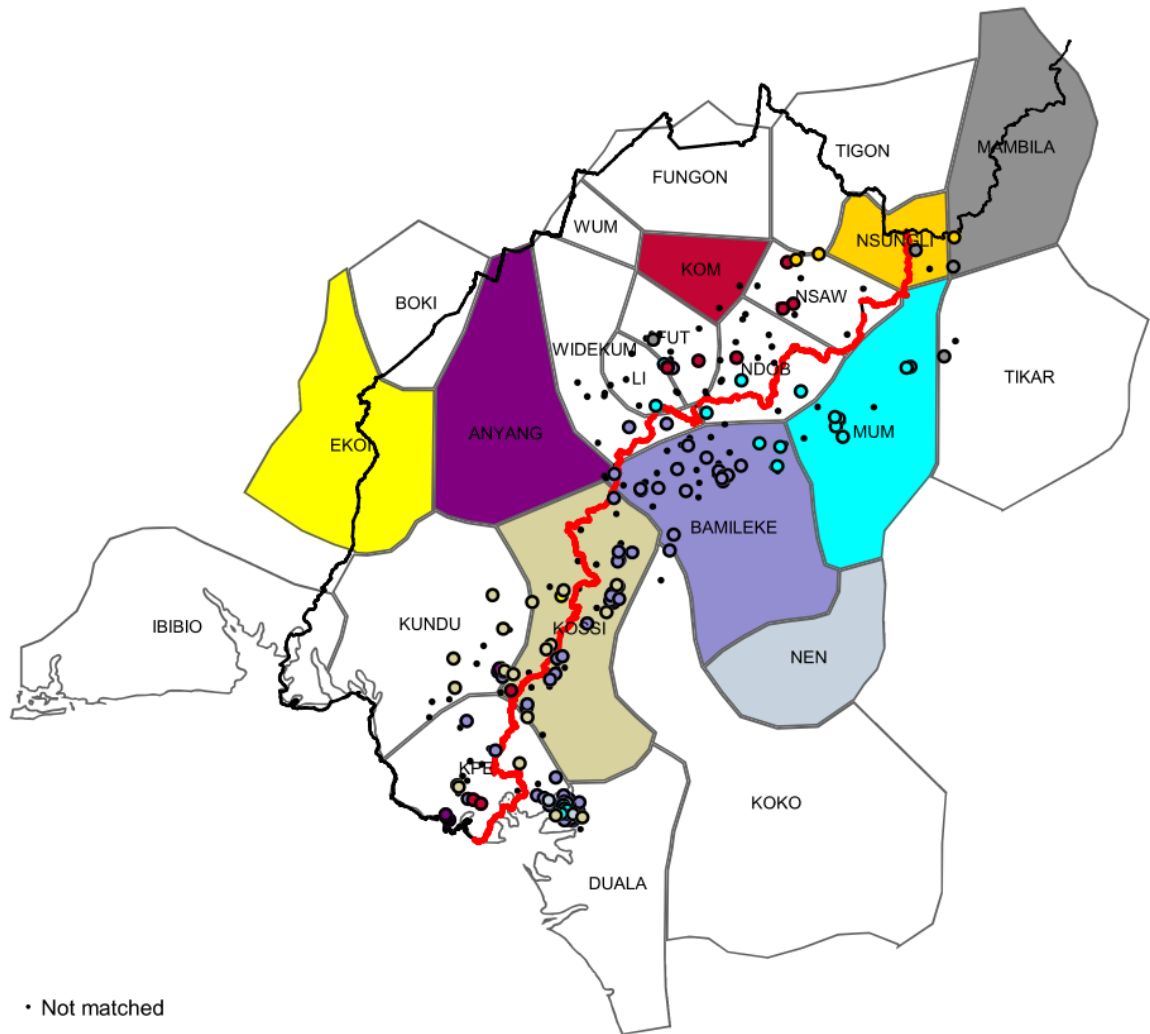 MAMBILA
TIGON
FUNGON
WUM
NSUNGLI
KOM
BOKI
NSAW
WIDEKUM
FUT
NDOB
LI
TIKAR
EKOI
ANYANG
MUM
BAMILEKE
IBIBIO
KUNDU
KOSSI
NEN
KPE
KOKO
DUALA
• Not matched